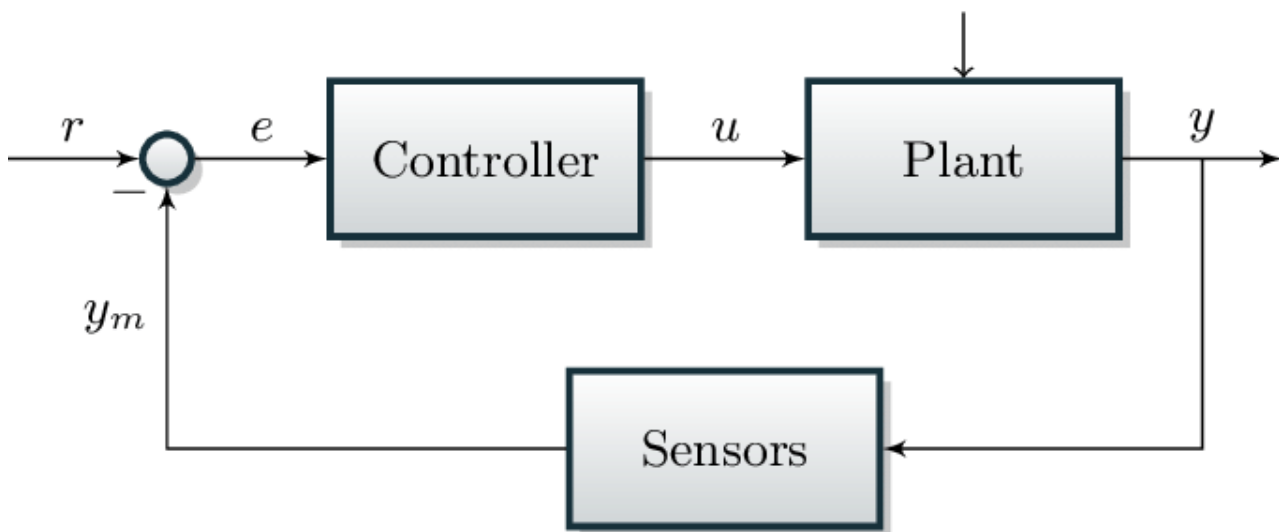 r
e
Controller
u
Plant
y
−
y_m
Sensors